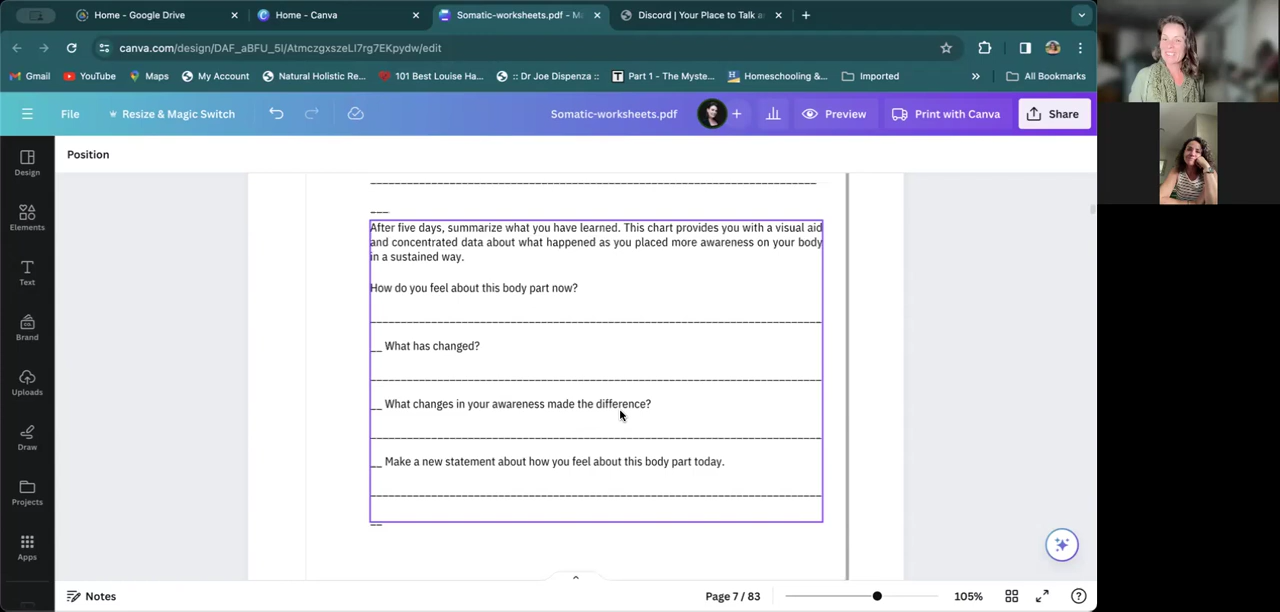 Home - Google Drive
Home - Canva
Somatic-worksheets.pdf - Ma
Discord | Your Place to Talk a
canva.com/design/DAF_aBFU_5I/AtmczgxszeLI7rg7EKpydw/edit
Gmail
YouTube
Maps
My Account
Natural Holistic Re...
101 Best Louise Ha...
:: Dr Joe Dispenza ::
Part 1 - The Myste...
Homeschooling &...
Imported
»
All Bookmarks
File
Resize & Magic Switch
Somatic-worksheets.pdf
Preview
Print with Canva
Share
Position
Design
Elements
Text
Brand
Uploads
Draw
Projects
Apps
After five days, summarize what you have learned. This chart provides you with a visual aid
and concentrated data about what happened as you placed more awareness on your body
in a sustained way.
How do you feel about this body part now?
__ What has changed?
__ What changes in your awareness made the difference?
__ Make a new statement about how you feel about this body part today.
Notes
Page 7 / 83
105%